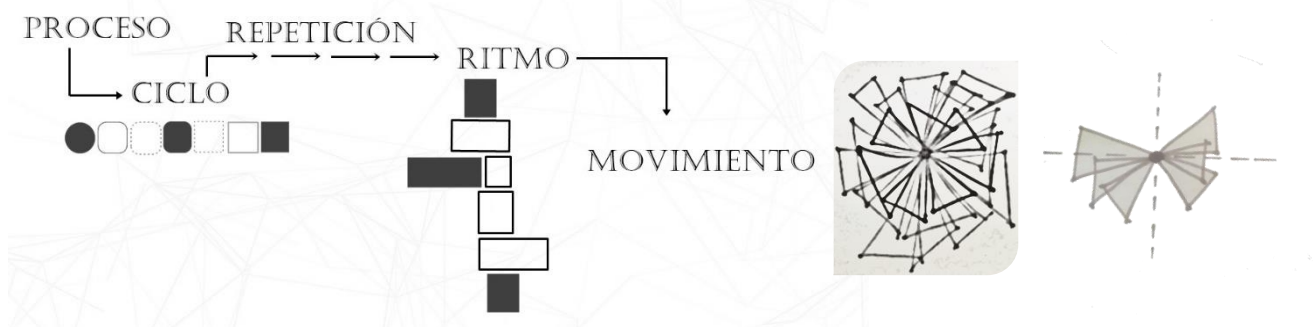 PROCESO
REPETICIÓN
RITMO
CICLO
MOVIMIENTO